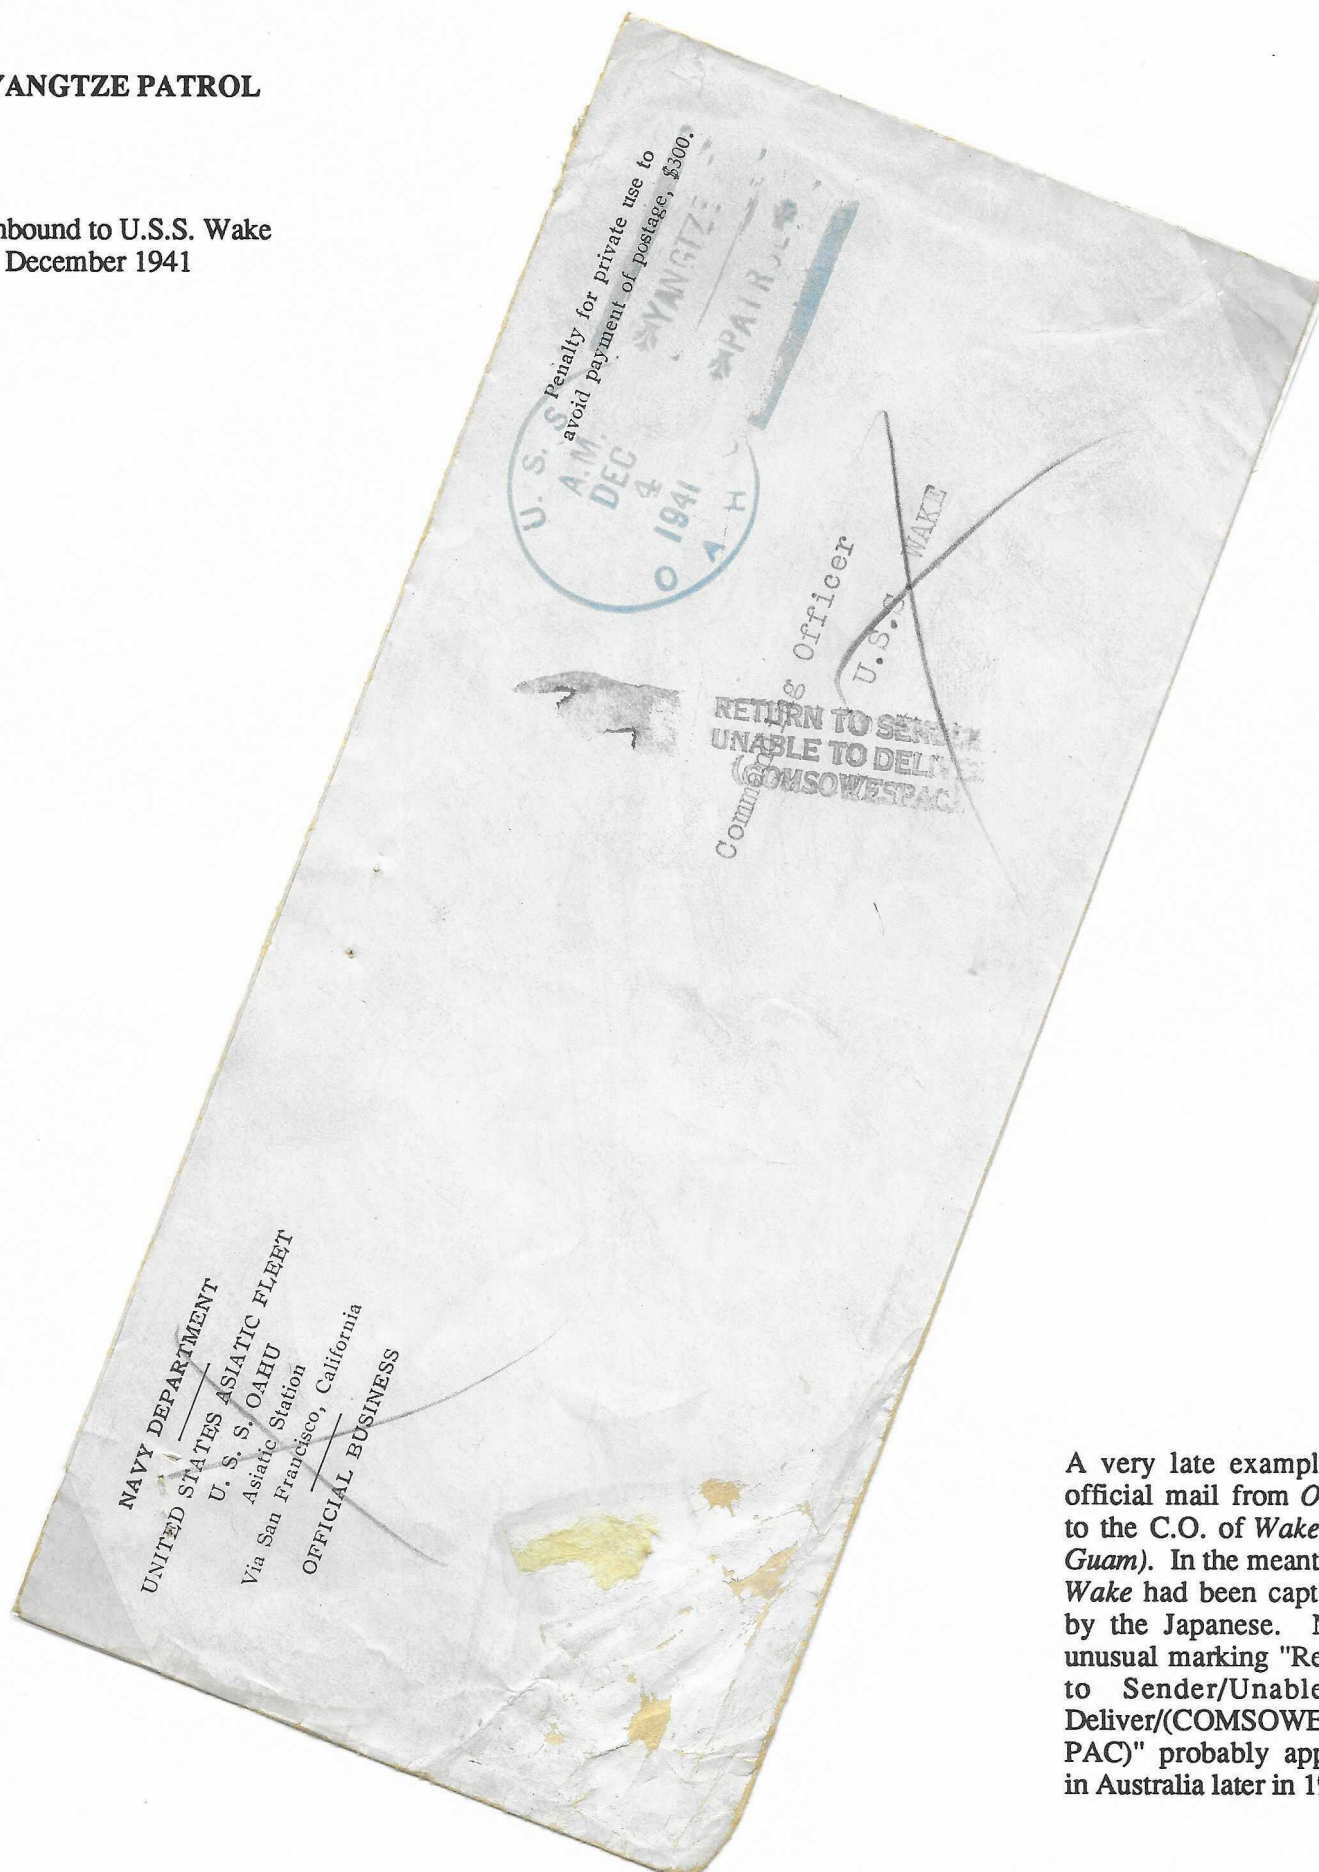 YANGTZE PATROL
nbound to U.S.S. Wake
December 1941
Penalty for private use to
avoid payment of postage, $300.
U. S. S.
A.M.
DEC
4
1941
OAH
YANGTZE
Officer
U.S.S. WAKE
RETURN TO
UNABLE TO
(COMSOWESPAC
NAVY DEPARTMENT
UNITED STATES ASIATIC FLEET
U. S. S. OAHU
Asiatic Station
Via San Francisco, California
OFFICIAL BUSINESS
A very late exampl
official mail from O
to the C.O. of Wake
Guam). In the meant
Wake had been capt
by the Japanese. N
unusual marking "Re
to Sender/Unable
Deliver/(COMSOWE
PAC)" probably app
in Australia later in 19